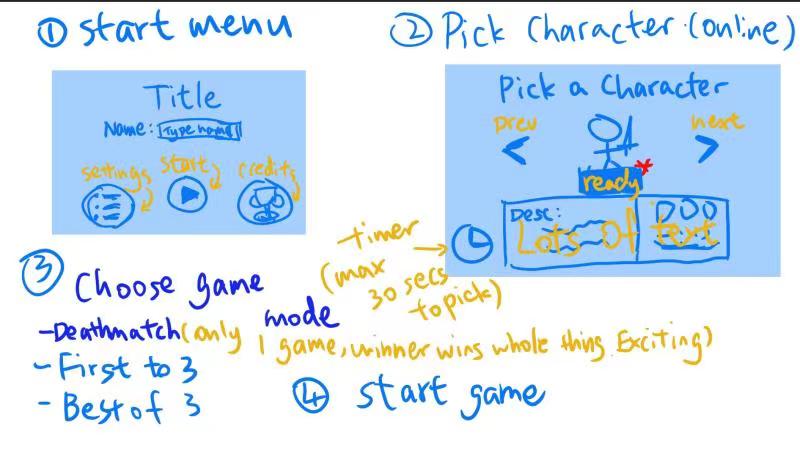 ① start menu
Title
Name: Type name
settings
start
credits
② Pick Character (online)
Pick a Character
prev
next
ready *
Desc:
Lots of text
timer
(max
30 secs
to pick)
③ Choose game
mode
-Deathmatch (only 1 game, winner wins whole thing. Exciting)
- First to 3
- Best of 3
④ start game